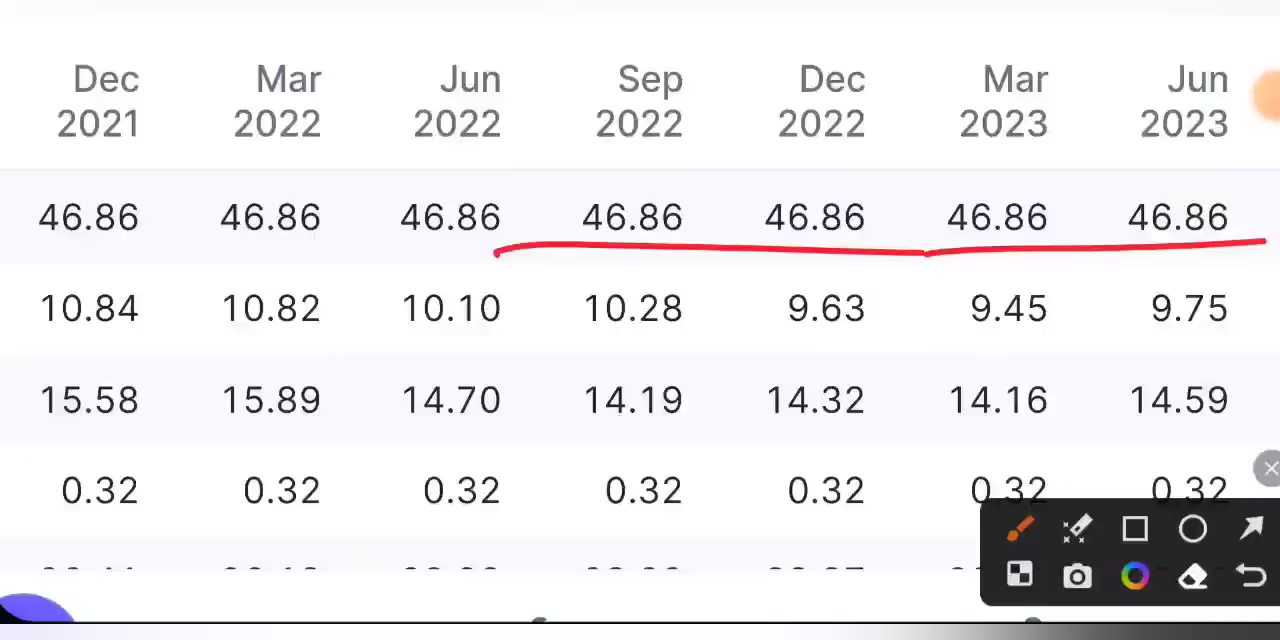 Dec Mar Jun Sep Dec Mar Jun
2021 2022 2022 2022 2022 2023 2023
46.86 46.86 46.86 46.86 46.86 46.86 46.86
10.84 10.82 10.10 10.28 9.63 9.45 9.75
15.58 15.89 14.70 14.19 14.32 14.16 14.59
0.32 0.32 0.32 0.32 0.32 0.32 0.32